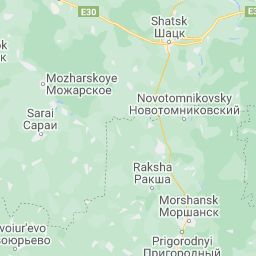 E30
Shatsk
Шацк
Mozharskoye
Можарское
Novotomnikovsky
Новотомниковский
Sarai
Сараи
Raksha
Ракша
Morshansk
Моршанск
Prigorodnyi
Пригородный